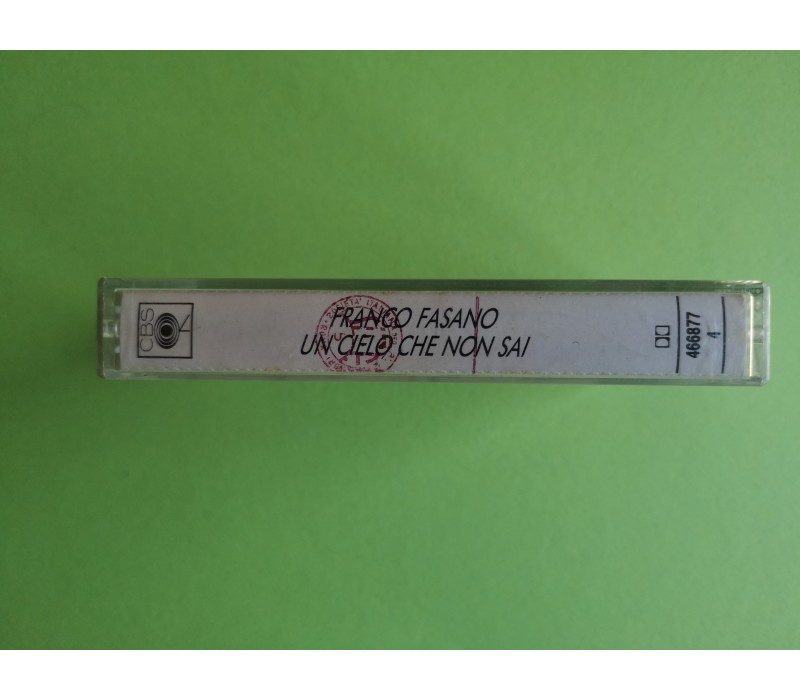 CBS
FRANCO FASANO
UN CIELO CHE NON SAI
466877
4